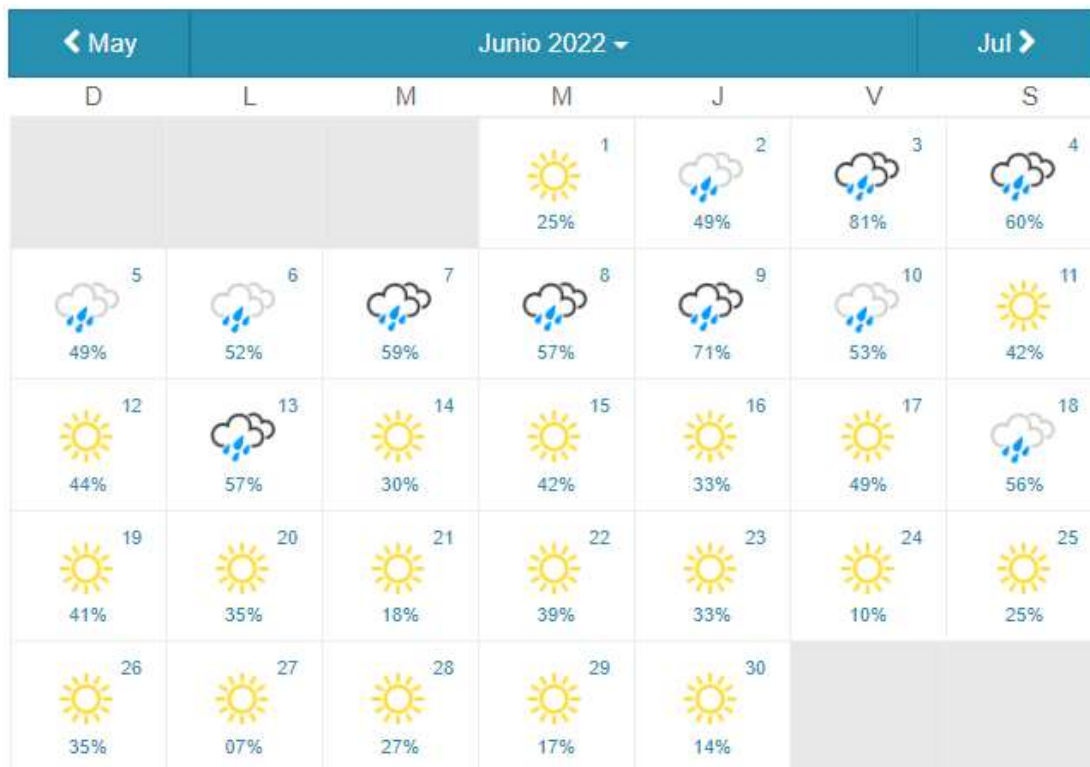 May Junio 2022 Jul
D L M M J V S
1 2 3 4
25% 49% 81% 60%
5 6 7 8 9 10 11
49% 52% 59% 57% 71% 53% 42%
12 13 14 15 16 17 18
44% 57% 30% 42% 33% 49% 56%
19 20 21 22 23 24 25
41% 35% 18% 39% 33% 10% 25%
26 27 28 29 30
35% 07% 27% 17% 14%